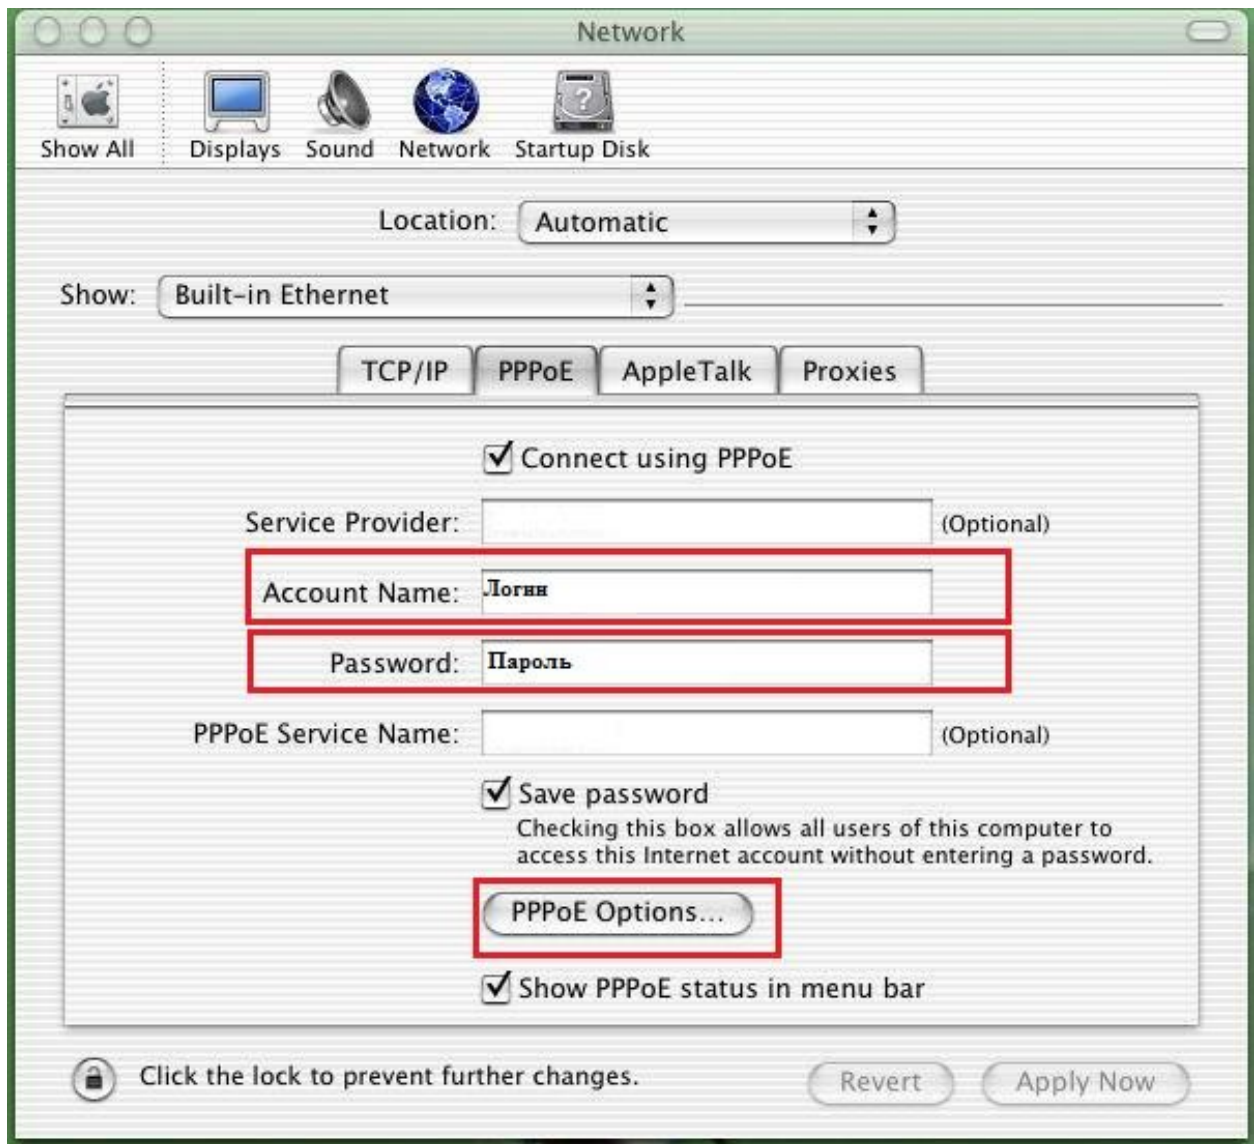 Network
Show All Displays Sound Network Startup Disk
Location: Automatic
Show: Built-in Ethernet
TCP/IP PPPoE AppleTalk Proxies
Connect using PPPoE
Service Provider: (Optional)
Account Name: Логин
Password: Пароль
PPPoE Service Name: (Optional)
Save password
Checking this box allows all users of this computer to
access this Internet account without entering a password.
PPPoE Options...
Show PPPoE status in menu bar
Click the lock to prevent further changes. Revert Apply Now